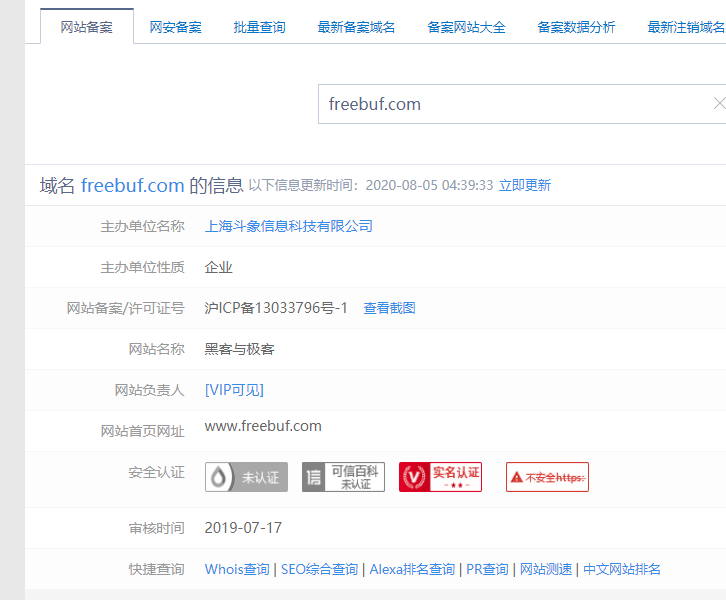 网站备案 网安备案 批量查询 最新备案域名 备案网站大全 备案数据分析 最新注销域名
freebuf.com
域名 freebuf.com 的信息 以下信息更新时间：2020-08-05 04:39:33 立即更新
主办单位名称 上海斗象信息科技有限公司
主办单位性质 企业
网站备案/许可证号 沪ICP备13033796号-1 查看截图
网站名称 黑客与极客
网站负责人 [VIP可见]
网站首页网址 www.freebuf.com
安全认证 未认证 信 可信百科 未认证 V 实名认证 不安全https:
审核时间 2019-07-17
快捷查询 Whois查询 | SEO综合查询 | Alexa排名查询 | PR查询 | 网站测速 | 中文网站排名